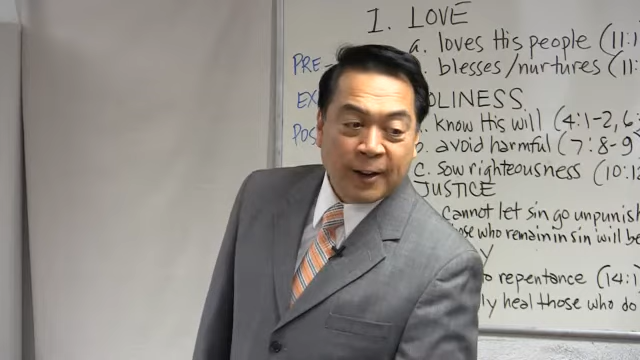 I. LOVE
a. loves His people (11:1
PRE-
. blesses/nurtures (11:
EX
OLINESS
. know His will (4:1-2, 6:
POS
b. avoid harmful (7:8-9
c. sow righteousness (10:12
JUSTICE
cannot let sin go unpunish
those who remain in sin will be
Y
to repentance (14:1
ly heal those who do